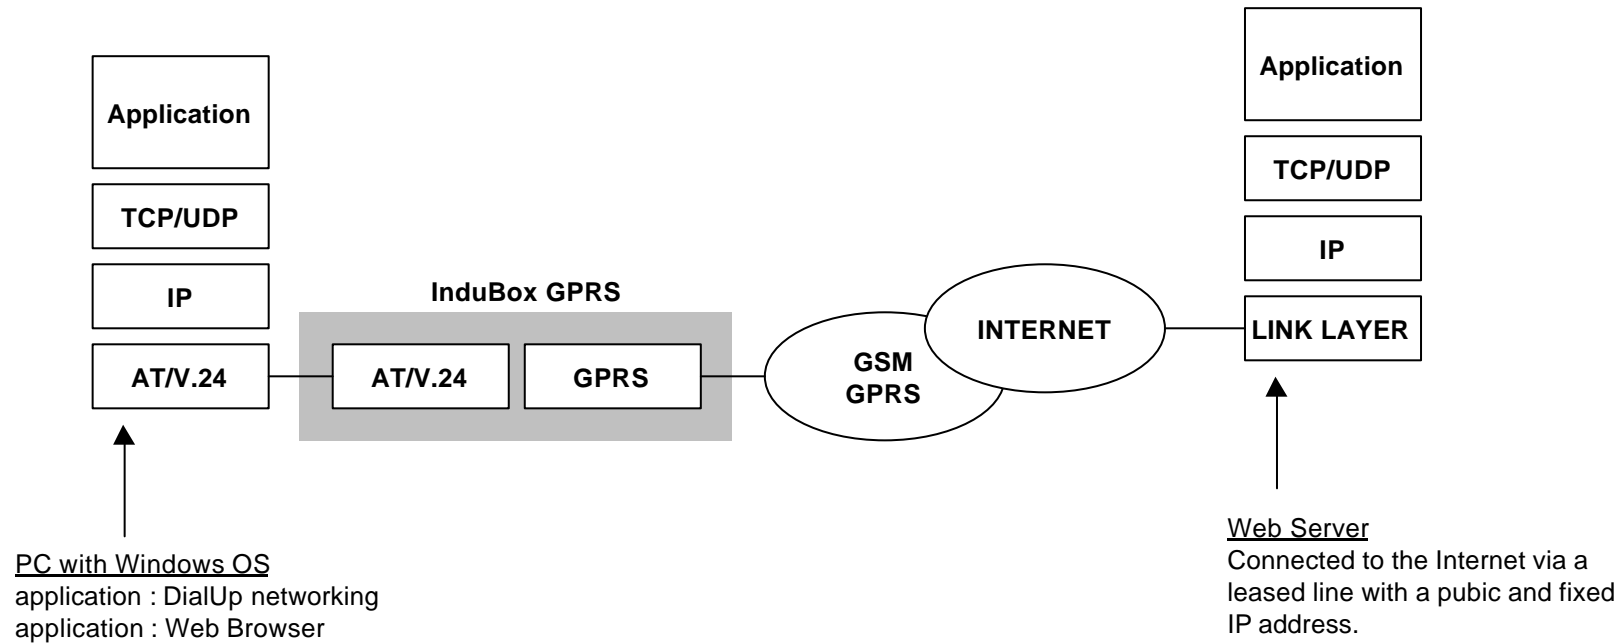 Application
TCP/UDP
IP
AT/V.24
InduBox GPRS
AT/V.24
GPRS
GSM
GPRS
INTERNET
Application
TCP/UDP
IP
LINK LAYER
PC with Windows OS
application : DialUp networking
application : Web Browser
Web Server
Connected to the Internet via a
leased line with a pubic and fixed
IP address.